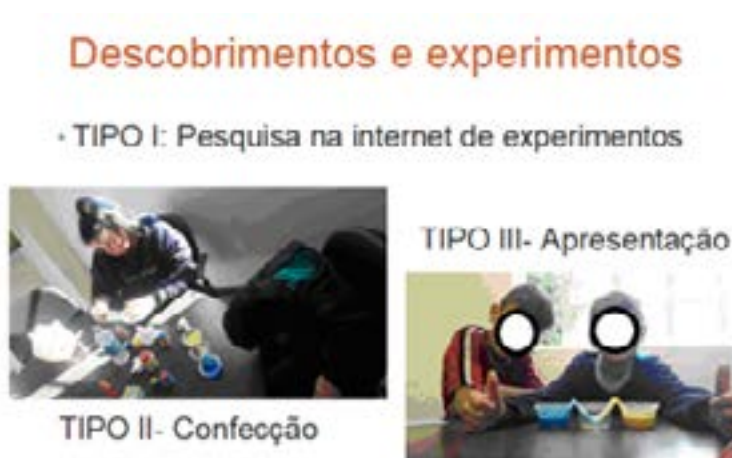 Descobrimentos e experimentos
• TIPO I: Pesquisa na internet de experimentos
TIPO III- Apresentação
TIPO II- Confecção